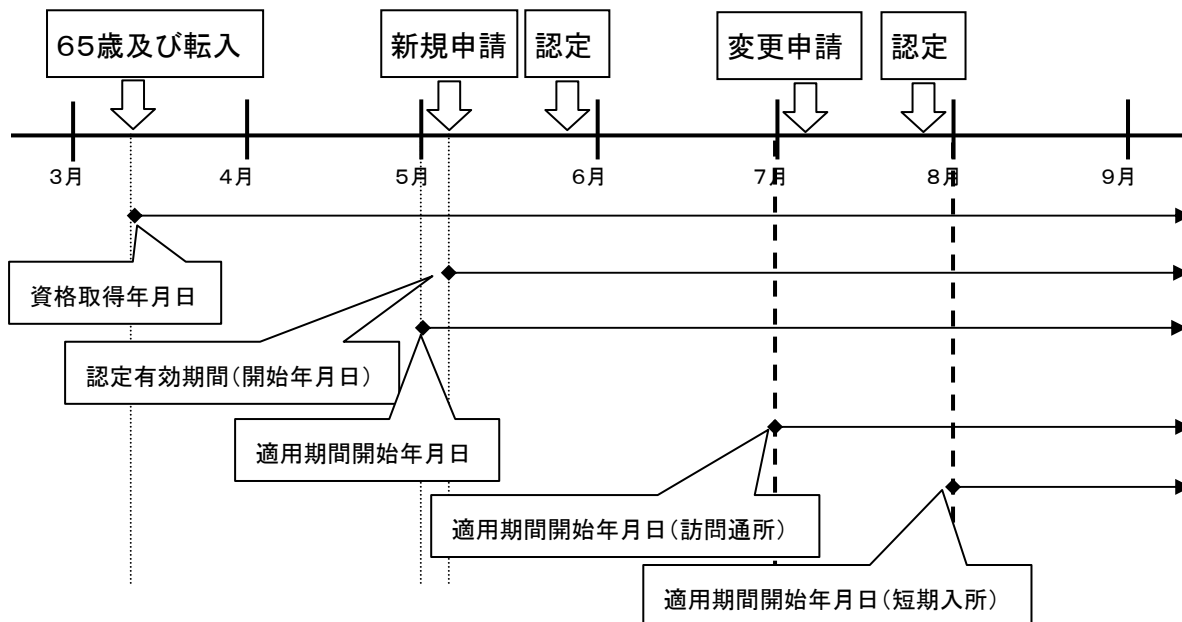 65歳及び転入
新規申請
認定
変更申請
認定
3月
4月
5月
6月
7月
8月
9月
資格取得年月日
認定有効期間(開始年月日)
適用期間開始年月日
適用期間開始年月日(訪問通所)
適用期間開始年月日(短期入所)